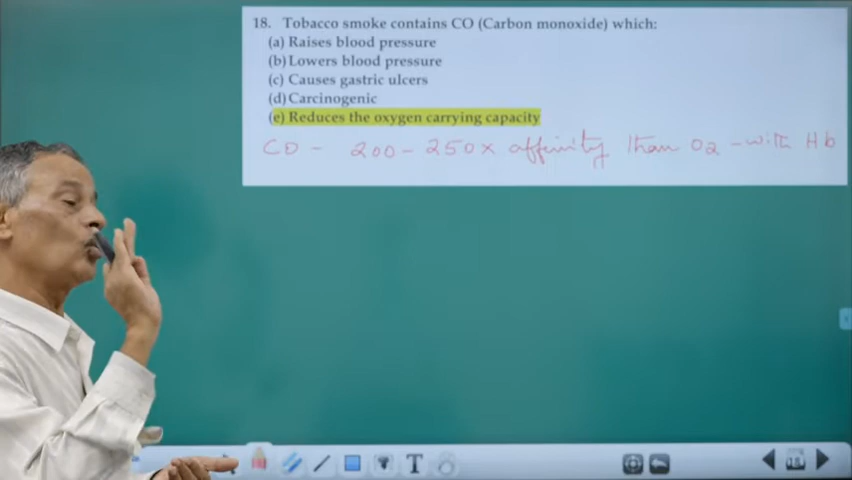 18. Tobacco smoke contains CO (Carbon monoxide) which:
(a) Raises blood pressure
(b) Lowers blood pressure
(c) Causes gastric ulcers
(d) Carcinogenic
(e) Reduces the oxygen carrying capacity
CO - 200-250x affinity than O2 - with Hb
T